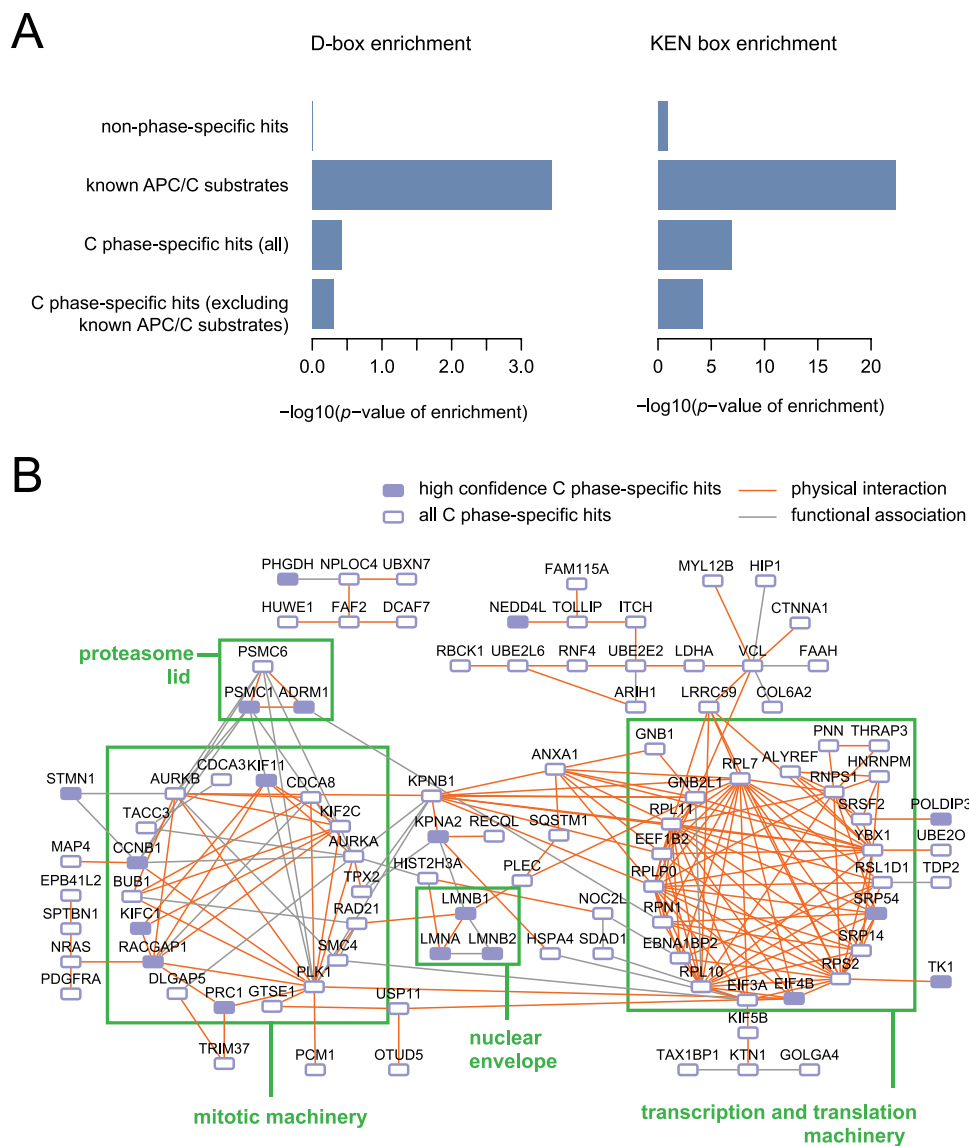 A
D-box enrichment
KEN box enrichment
non-phase-specific hits
known APC/C substrates
C phase-specific hits (all)
C phase-specific hits (excluding
known APC/C substrates)
0.0 1.0 2.0 3.0
0 5 10 15 20
−log10(p−value of enrichment)
−log10(p−value of enrichment)
B
high confidence C phase-specific hits
physical interaction
all C phase-specific hits
functional association
PHGDH NPLOC4 UBXN7
FAM115A
MYL12B HIP1
HUWE1 FAF2 DCAF7
NEDD4L TOLLIP ITCH
CTNNA1
proteasome
lid
PSMC6
RBCK1 UBE2L6 RNF4 UBE2E2 LDHA VCL FAAH
PSMC1 ADRM1
ARIH1 LRRC59 COL6A2
STMN1
AURKB CDCA3 KIF11
CDCA8
KPNB1
ANXA1
GNB1
RPL7 ALYREF
PNN THRAP3
HNRNPM
RNPS1
GNB2L1
TACC3
KIF2C
KPNA2 RECQL SQSTM1
RPL11
SRSF2 POLDIP3
MAP4 CCNB1
AURKA
EEF1B2
YBX1 UBE2O
EPB41L2 BUB1
TPX2
HIST2H3A PLEC
RPLP0
RSL1D1 TDP2
SPTBN1 KIFC1
RAD21
LMNB1
NOC2L
RPN1
SRP54
NRAS RACGAP1
SMC4
LMNA LMNB2
HSPA4 SDAD1
EBNA1BP2
SRP14
PDGFRA
DLGAP5
PLK1
RPL10
RPS2
TK1
PRC1 GTSE1
USP11
EIF3A EIF4B
KIF5B
TRIM37 PCM1 OTUD5
nuclear
envelope
TAX1BP1 KTN1 GOLGA4
mitotic machinery
transcription and translation
machinery